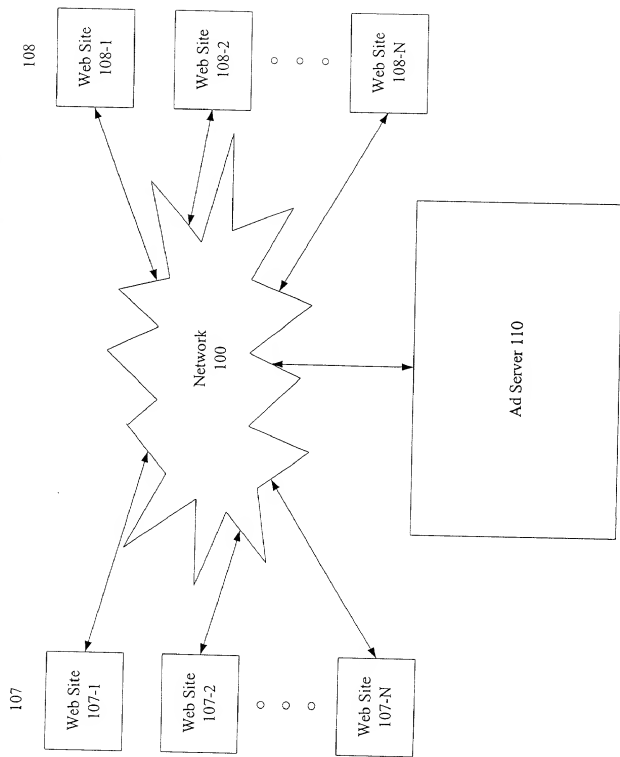 107
108
Web Site
107-1
Web Site
108-1
Web Site
107-2
Web Site
108-2
Network
100
Web Site
107-N
Web Site
108-N
Ad Server 110